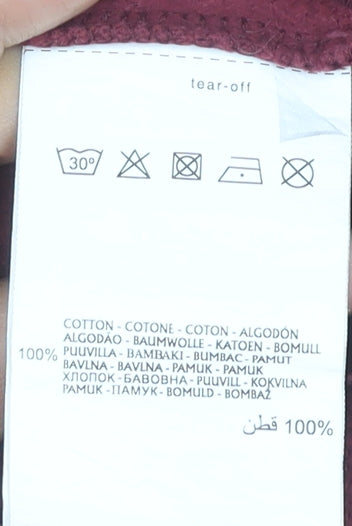 tear-off
30°
COTTON - COTONE - COTON - ALGODÓN
ALGODÃO - BAUMWOLLE - KATOEN - BOMULL
100% PUUVILLA - BAMBAKI - BUMBAC - PAMUT
BAVLNA - BAVLNA - PAMUK - PAMUK
ХЛОПОК - БАВОВНА - PUUVILL - KOKVILNA
PAMUK - ПАМУК - BOMULD - BOMBAŽ
100% قطن